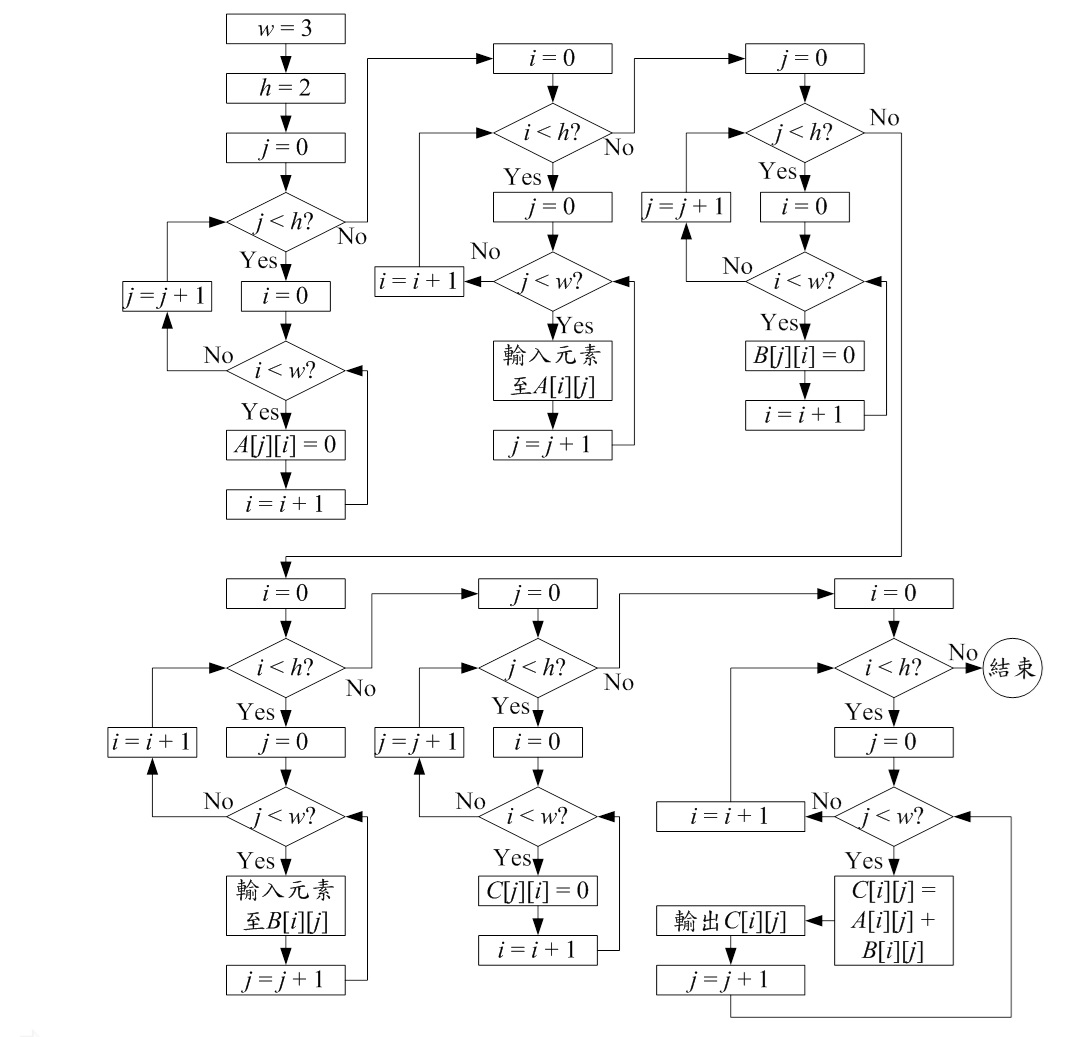 w = 3
h = 2
j = 0
j < h?
No
Yes
j = j + 1
i = 0
No
i < w?
Yes
A[j][i] = 0
i = i + 1
i = 0
i < h?
No
Yes
j = 0
No
i = i + 1
j < w?
Yes
輸入元素
至A[i][j]
j = j + 1
j = 0
No
j < h?
Yes
j = j + 1
i = 0
No
i < w?
Yes
B[j][i] = 0
i = i + 1
i = 0
i < h?
No
Yes
i = i + 1
j = 0
No
j < w?
Yes
輸入元素
至B[i][j]
j = j + 1
j = 0
j < h?
No
Yes
j = j + 1
i = 0
No
i < w?
Yes
C[j][i] = 0
i = i + 1
i = 0
i < h?
No
結束
Yes
j = 0
i = i + 1
No
j < w?
Yes
C[i][j] =
A[i][j] +
B[i][j]
輸出C[i][j]
j = j + 1